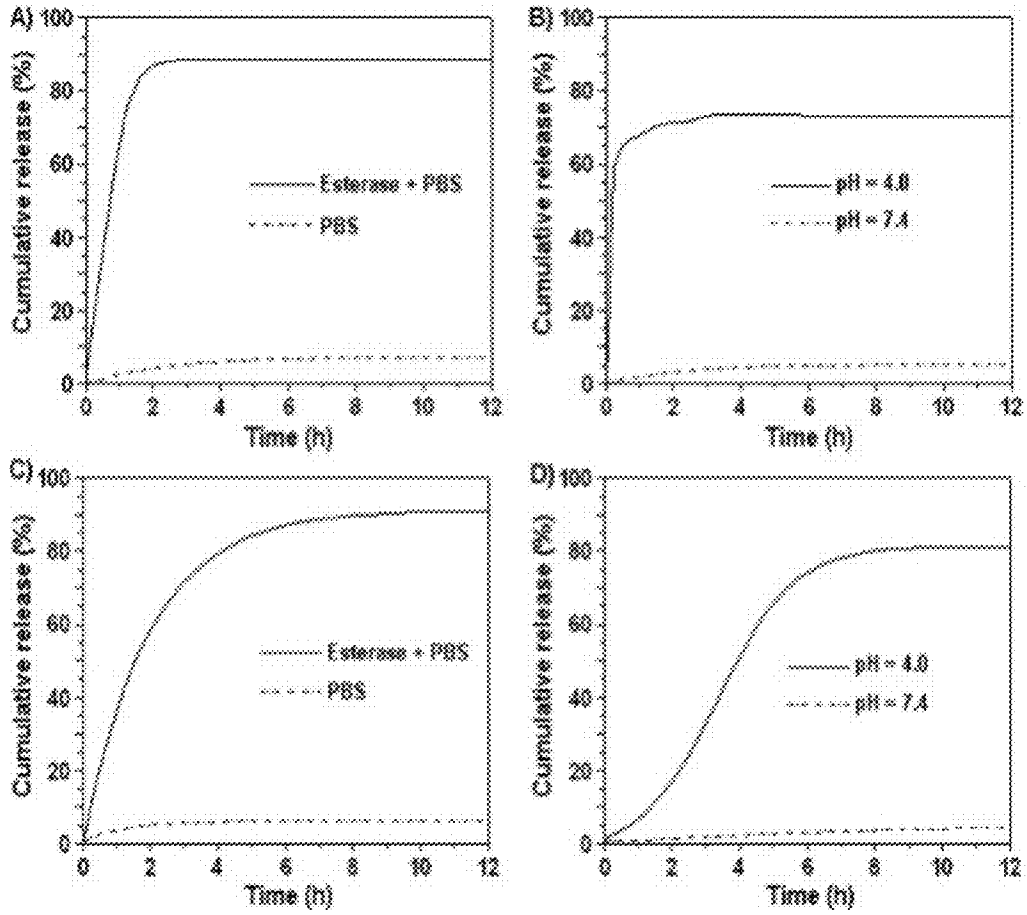 A)
Cumulative release (%)
100
80
60
40
20
0
Esterase + PBS
PBS
0 2 4 6 8 10 12
Time (h)
B)
Cumulative release (%)
100
80
60
40
20
0
pH = 4.0
pH = 7.4
0 2 4 6 8 10 12
Time (h)
C)
Cumulative release (%)
100
80
60
40
20
0
Esterase + PBS
PBS
0 2 4 6 8 10 12
Time (h)
D)
Cumulative release (%)
100
80
60
40
20
0
pH = 4.0
pH = 7.4
0 2 4 6 8 10 12
Time (h)